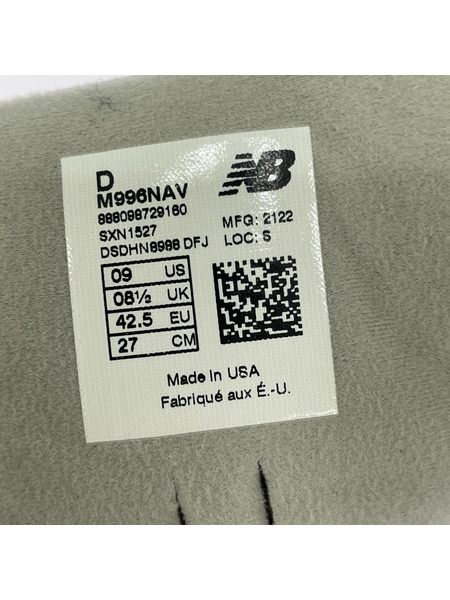 D
M996NAV
888098729160
SXN1527
DSDHN8988 DFJ
NB
MFG: 2122
LOC: S
09 US
08½ UK
42.5 EU
27 CM
Made in USA
Fabriqué aux É.-U.